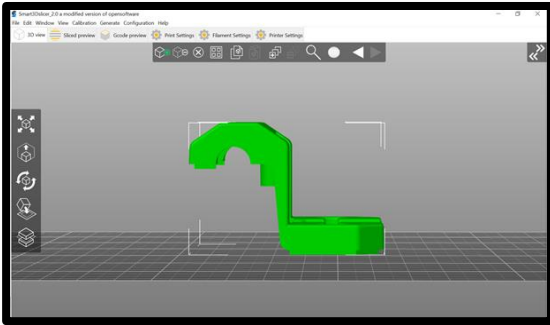 Smart3Dslicer_2.0 a modified version of opensoftware
File Edit Window View Calibration Generate Configuration Help
3D view Sliced preview Gcode preview Print Settings Filament Settings Printer Settings